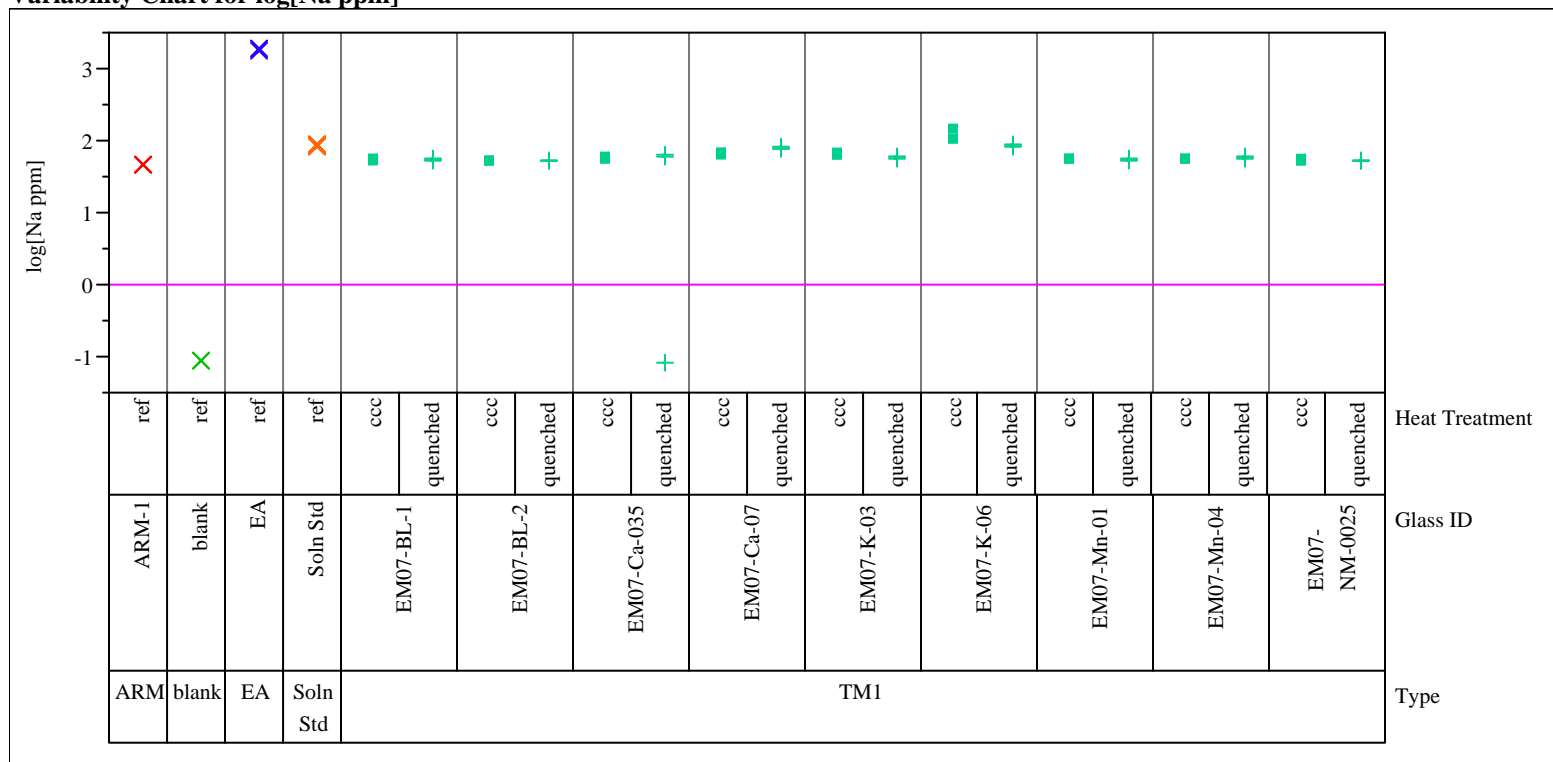 Variability Chart for log[Na ppm]
log[Na ppm]
3
2
1
0
-1
ref
ref
ref
ref
ccc
quenched
ccc
quenched
ccc
quenched
ccc
quenched
ccc
quenched
ccc
quenched
ccc
quenched
ccc
quenched
ccc
quenched
Heat Treatment
ARM-1
blank
EA
Soln Std
EM07-BL-1
EM07-BL-2
EM07-Ca-035
EM07-Ca-07
EM07-K-03
EM07-K-06
EM07-Mn-01
EM07-Mn-04
EM07-
NM-0025
Glass ID
ARM
blank
EA
Soln
Std
TM1
Type